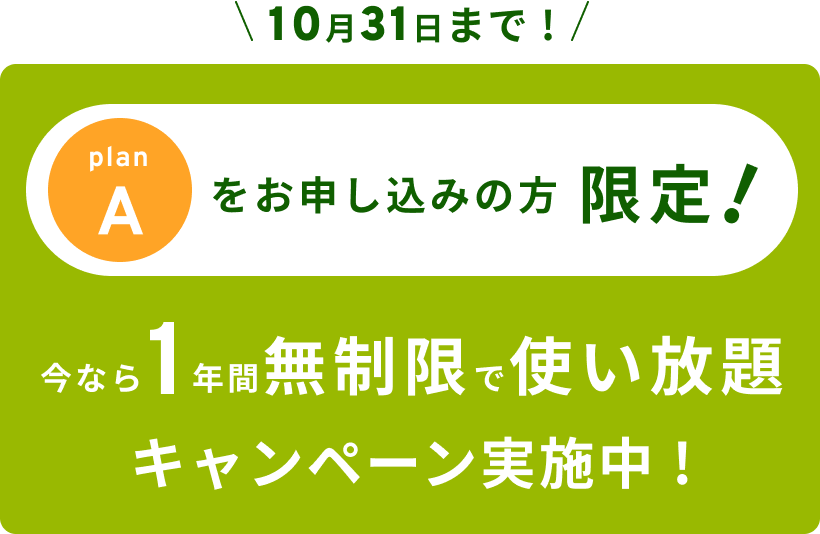 \ 10月31日まで！ /
plan
A
をお申し込みの方 限定！
今なら1年間無制限で使い放題
キャンペーン実施中！